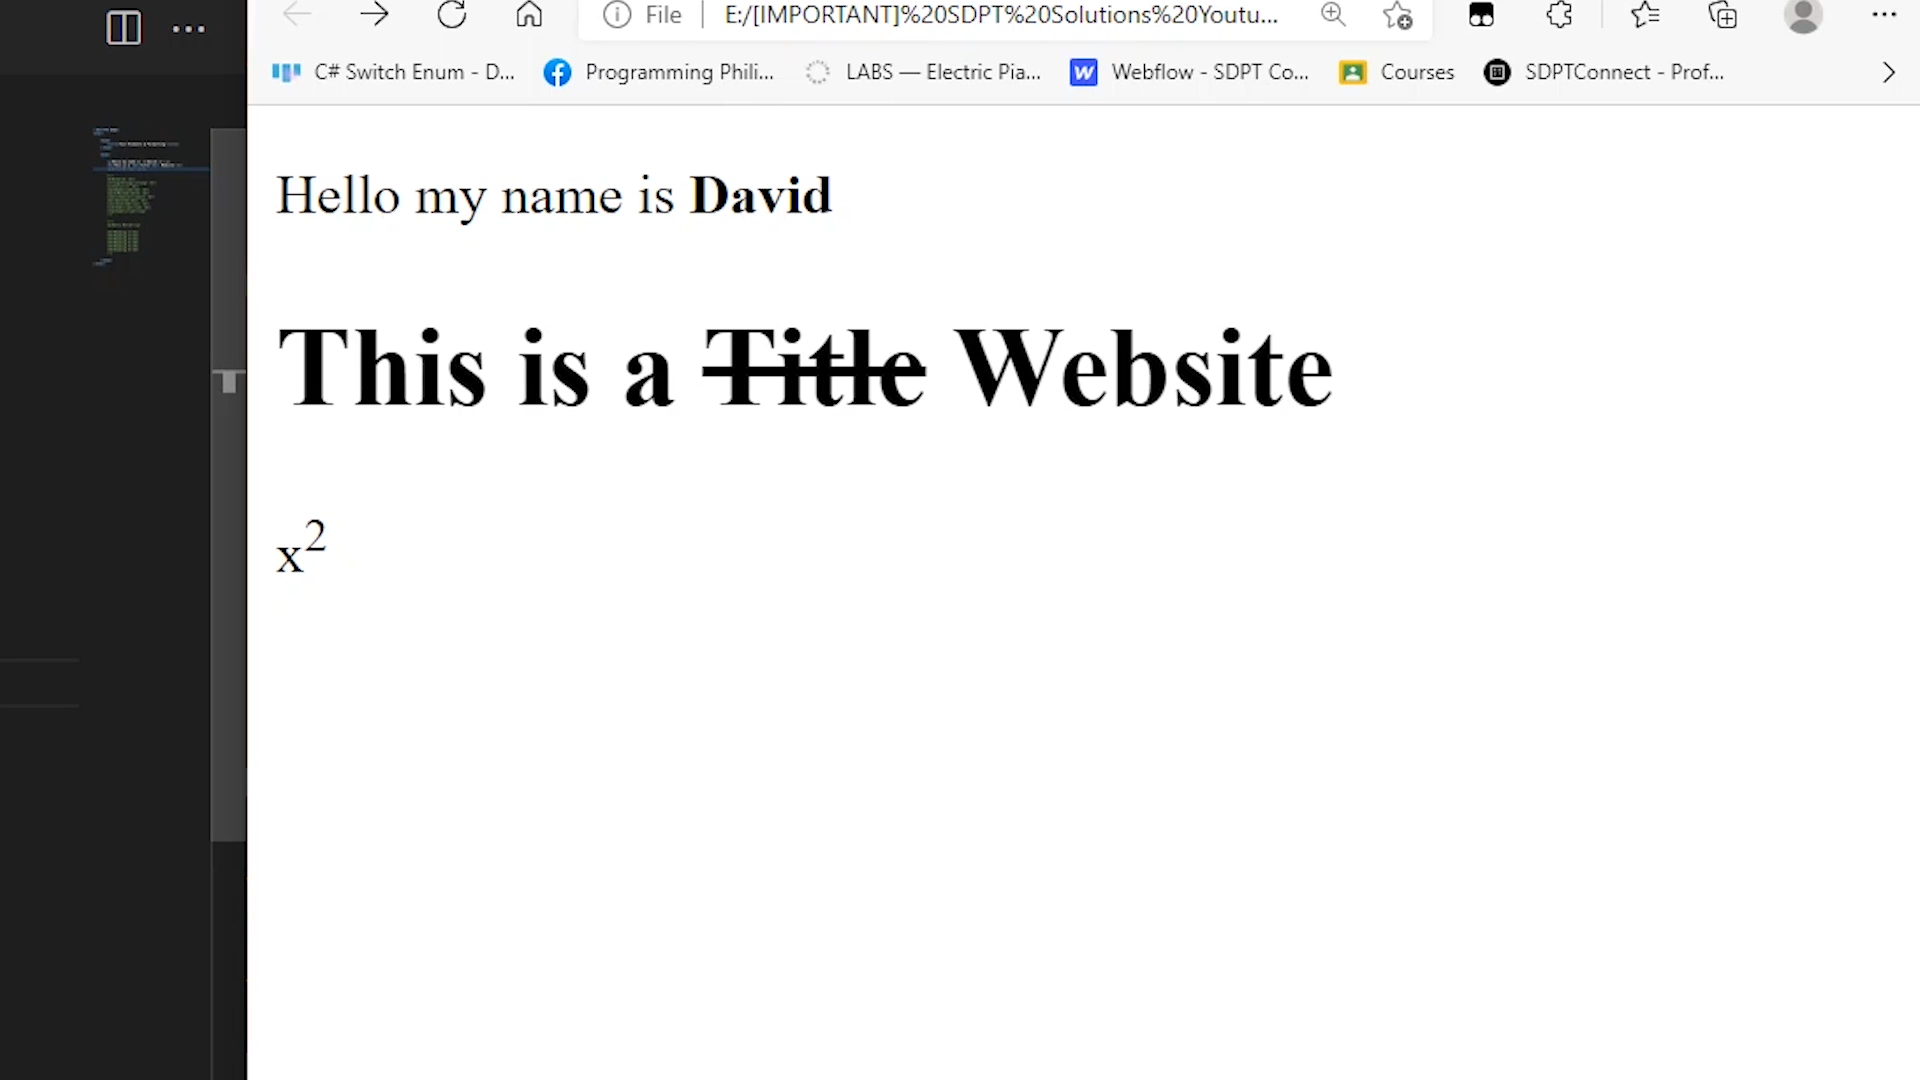 File E:/[IMPORTANT]%20SDPT%20Solutions%20Youtu...
C# Switch Enum - D... Programming Phili... LABS — Electric Pia... Webflow - SDPT Co... Courses SDPTConnect - Prof...
Hello my name is David
This is a Title Website
x²